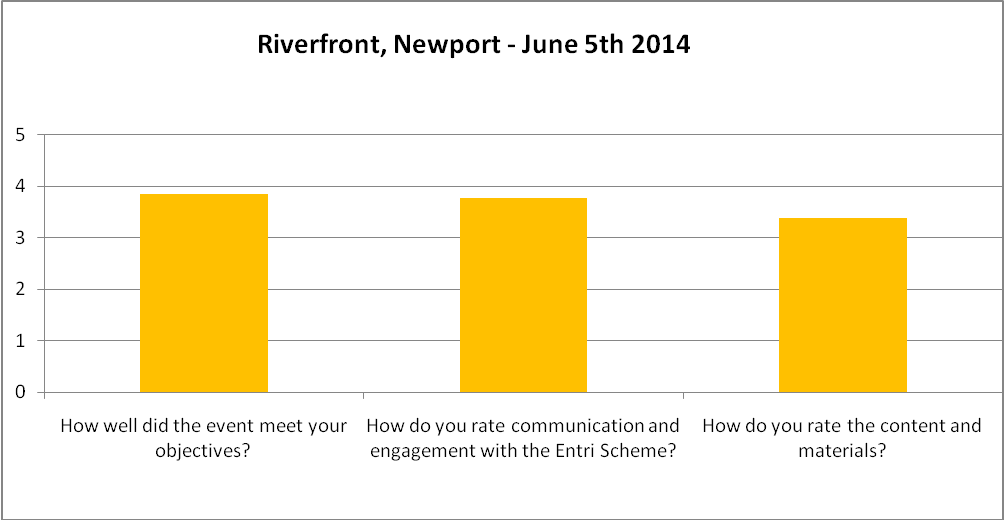 Riverfront, Newport - June 5th 2014
5
4
3
2
1
0
How well did the event meet your
objectives?
How do you rate communication and
engagement with the Entri Scheme?
How do you rate the content and
materials?